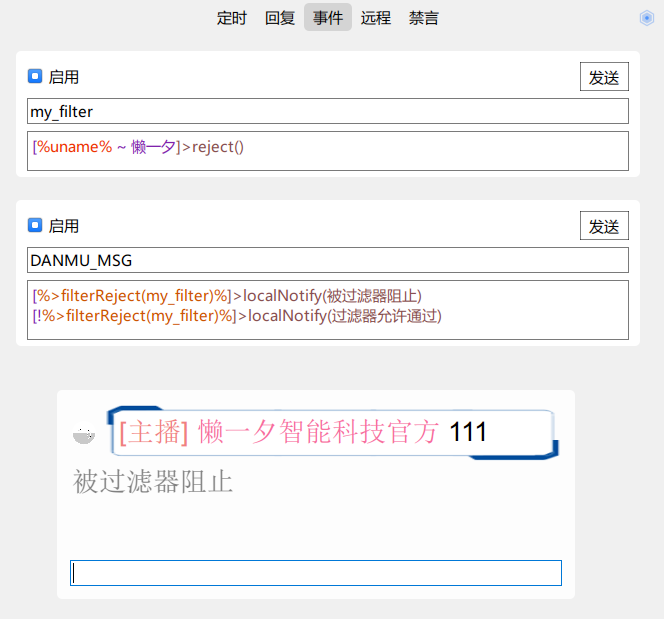 定时 回复 事件 远程 禁言
启用 发送
my_filter
[%uname% ~ 懒一夕]>reject()
启用 发送
DANMU_MSG
[%>filterReject(my_filter)%]>localNotify(被过滤器阻止)
[!%>filterReject(my_filter)%]>localNotify(过滤器允许通过)
[主播] 懒一夕智能科技官方 111
被过滤器阻止